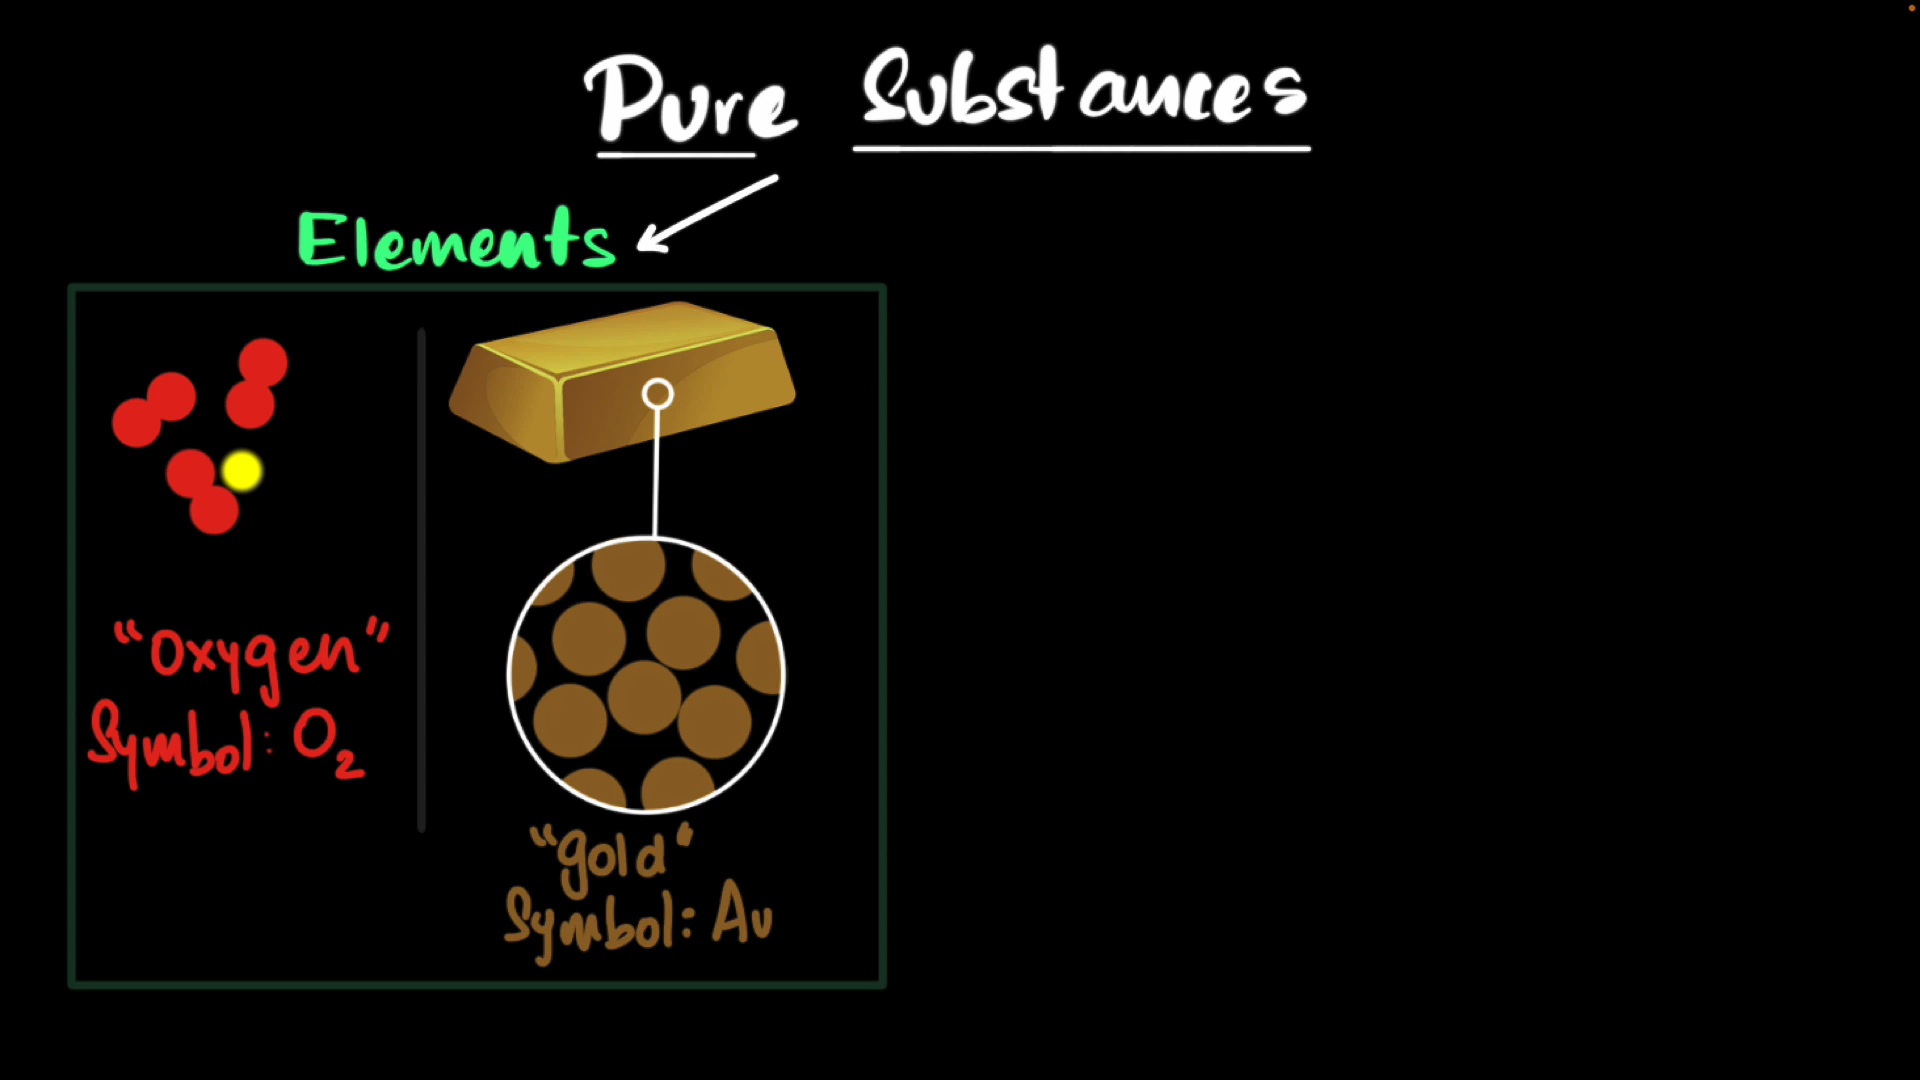 Pure Substances
Elements
"Oxygen"
Symbol: O₂
"gold"
Symbol: Au